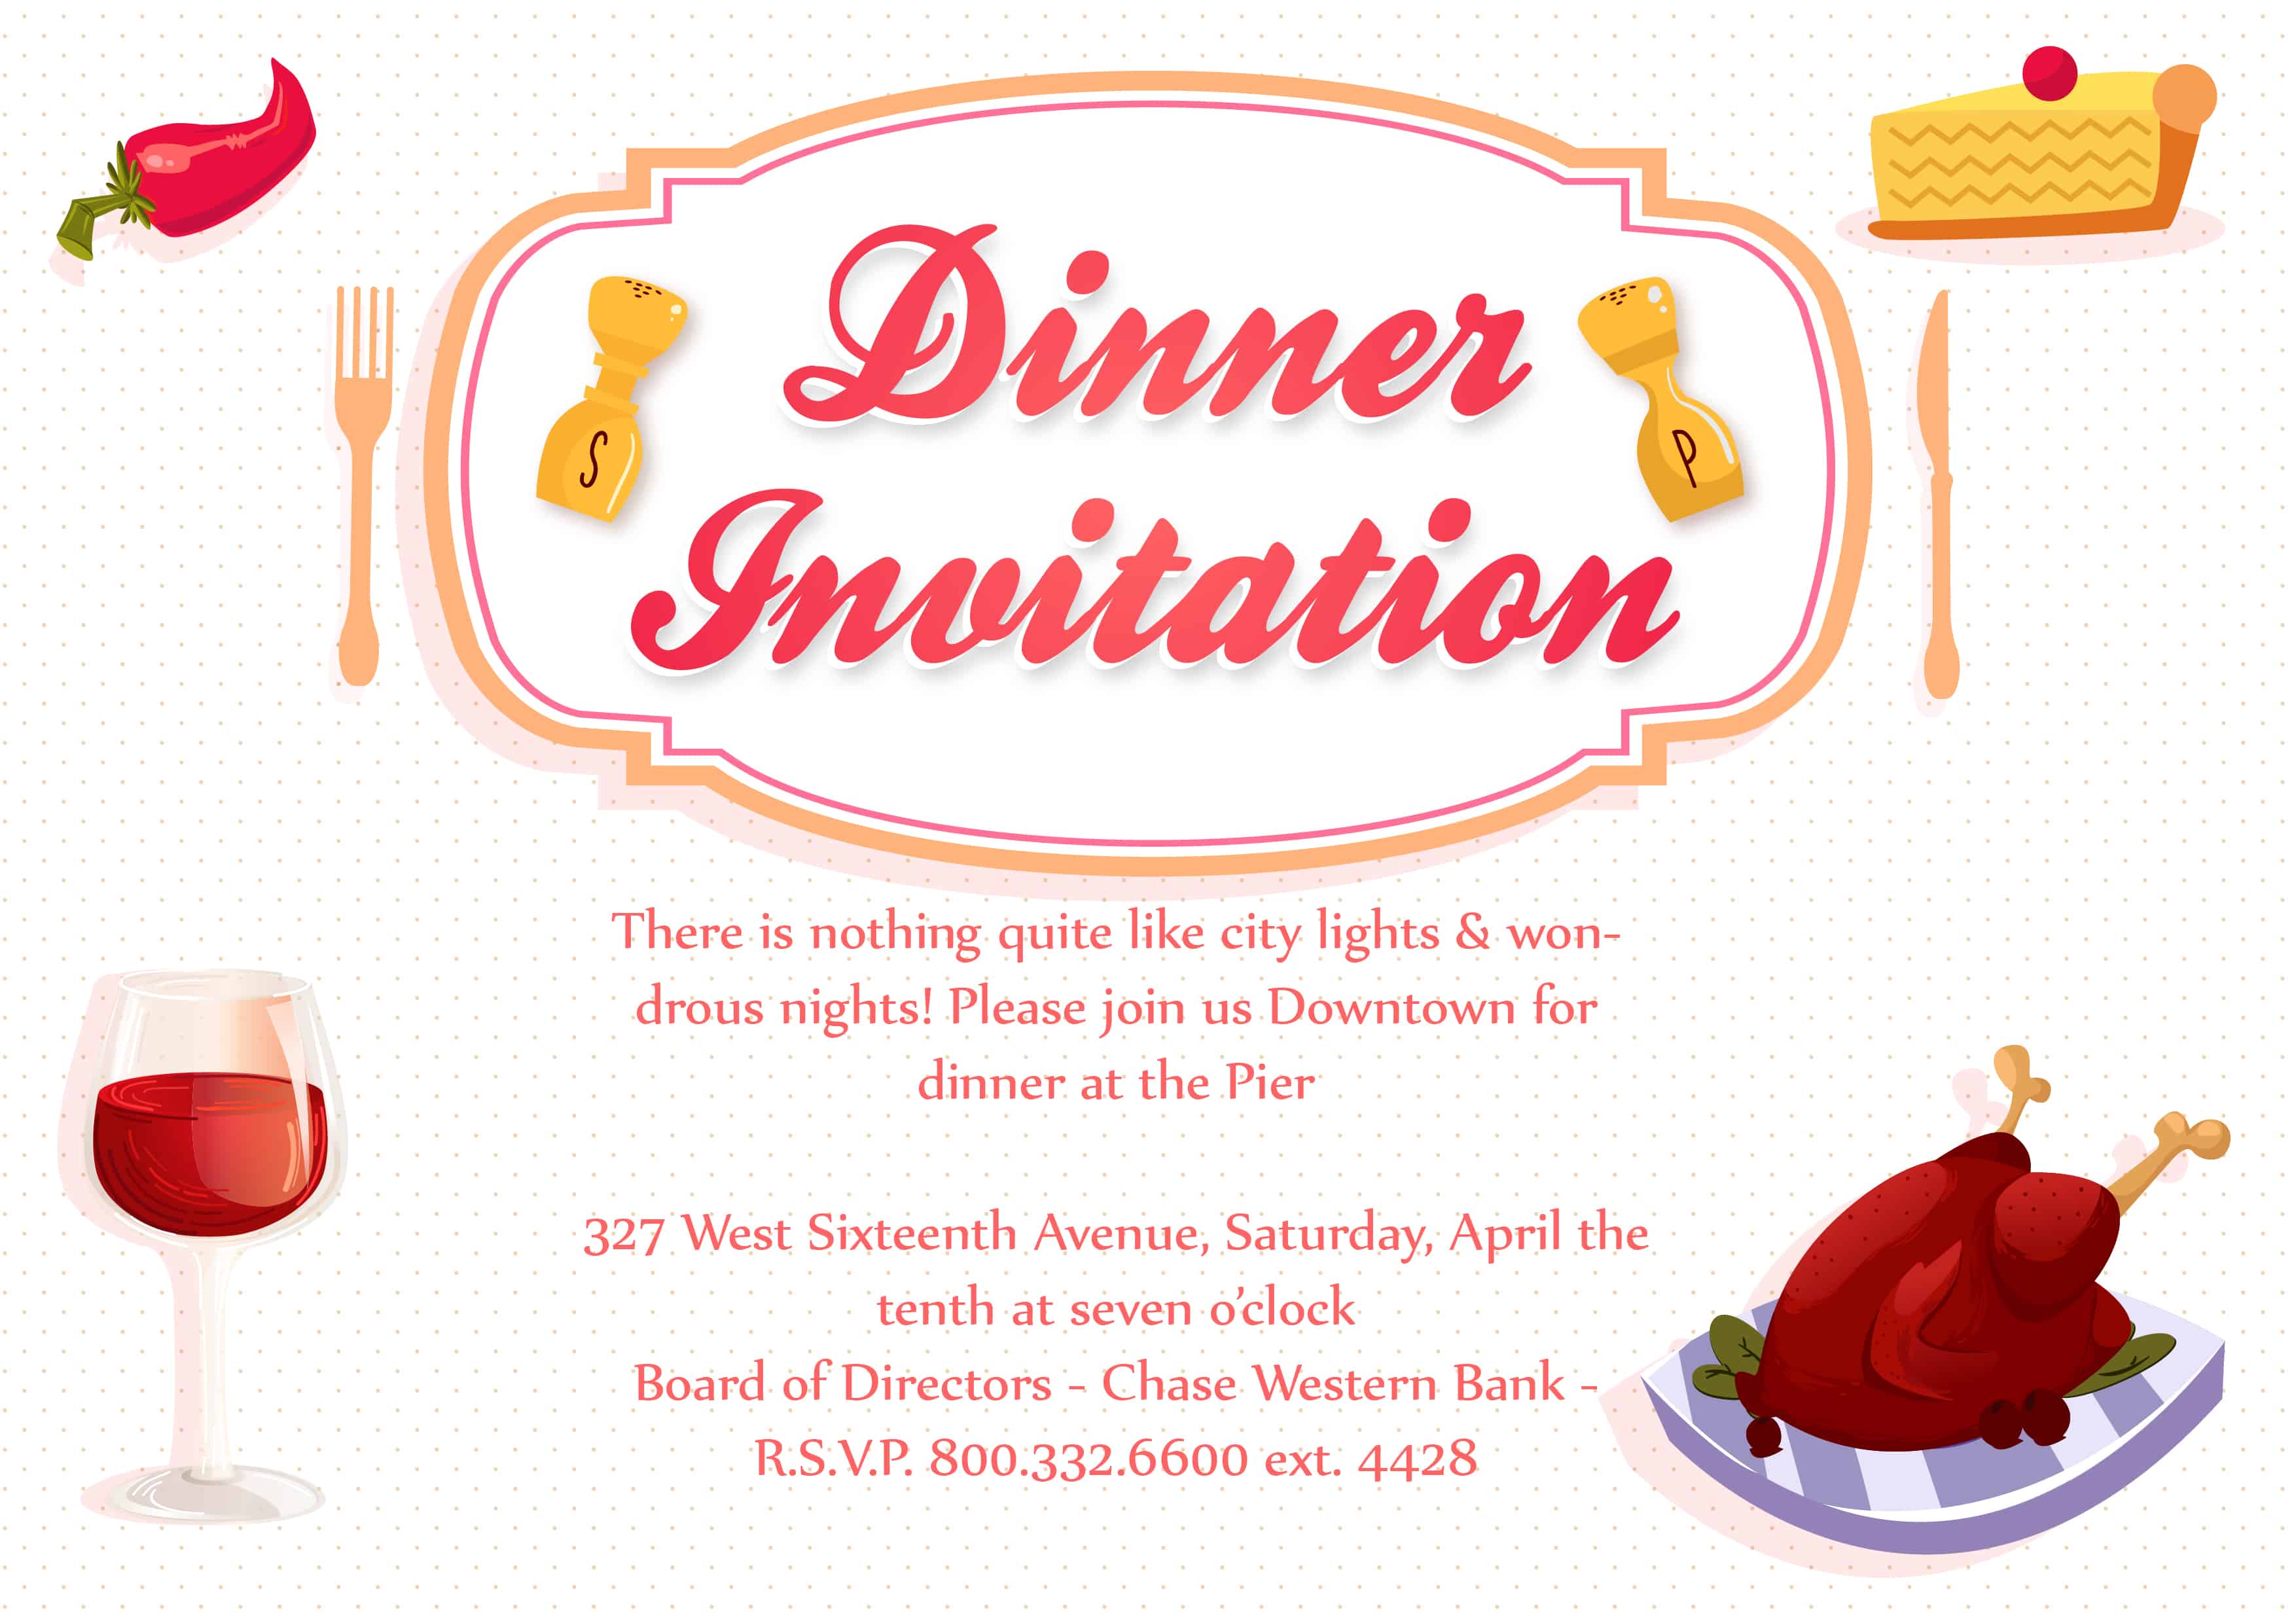 Dinner
Invitation
S
P
There is nothing quite like city lights & won-
drous nights! Please join us Downtown for
dinner at the Pier
327 West Sixteenth Avenue, Saturday, April the
tenth at seven o’clock
Board of Directors - Chase Western Bank -
R.S.V.P. 800.332.6600 ext. 4428